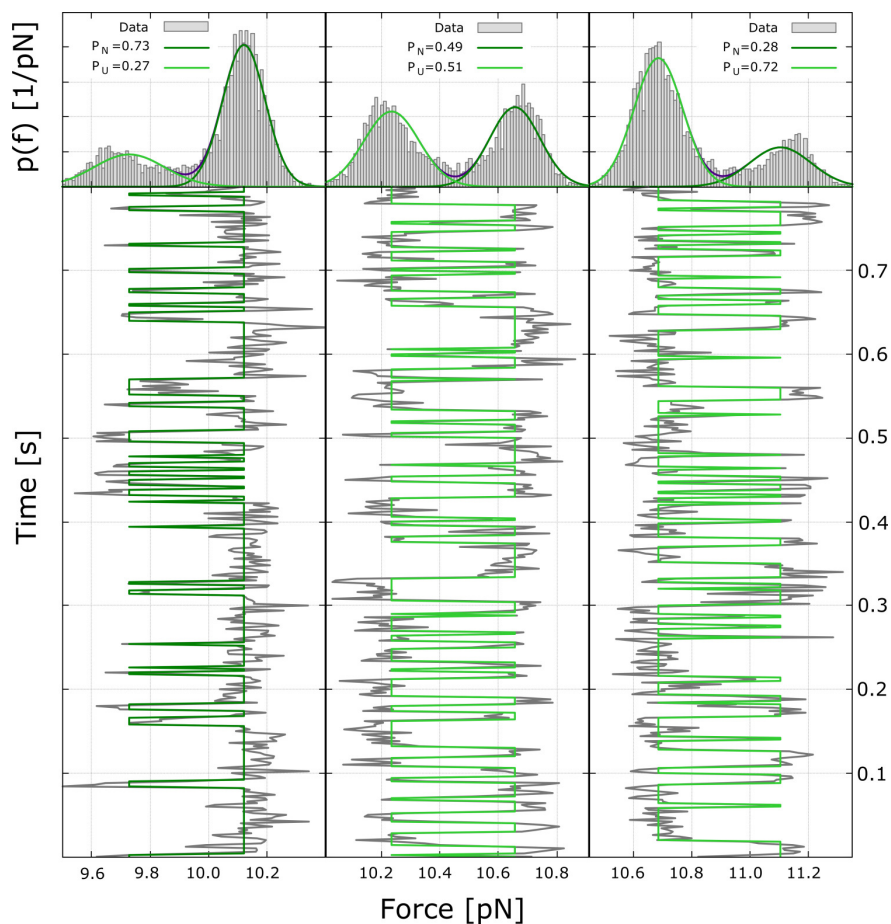 Data Data Data
P_N=0.73 P_N=0.49 P_N=0.28
P_U=0.27 P_U=0.51 P_U=0.72
p(f) [1/pN]
0.7
0.6
0.5
0.4
0.3
0.2
0.1
Time [s]
9.6 9.8 10.0 10.2 10.2 10.4 10.6 10.8 10.6 10.8 11.0 11.2
Force [pN]